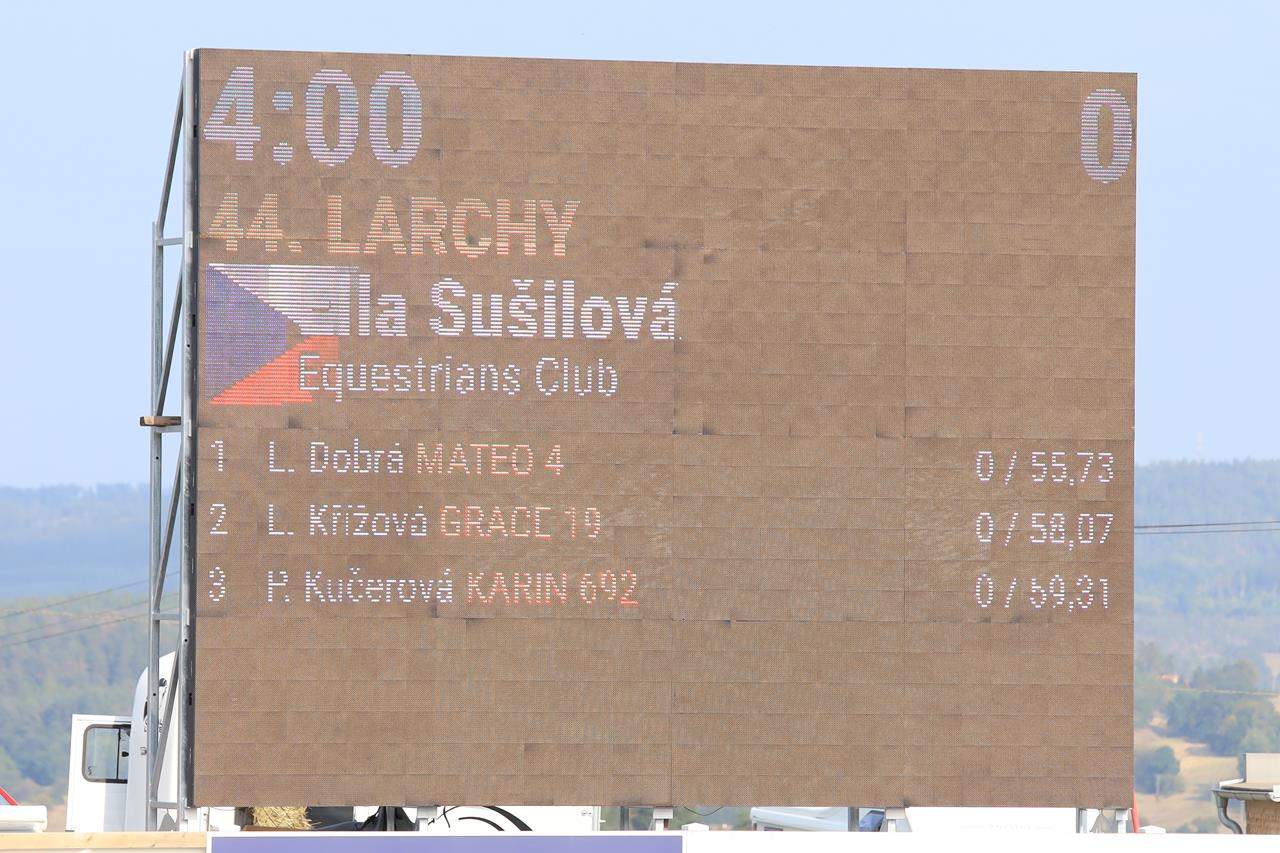 4:00 0
44. LARCHY
la Sušilová
Equestrians Club
1 L. Dobrá MATEO 4 0 / 55,73
2 L. Křížová GRACE 19 0 / 58,07
3 P. Kučerová KARIN 692 0 / 59,31